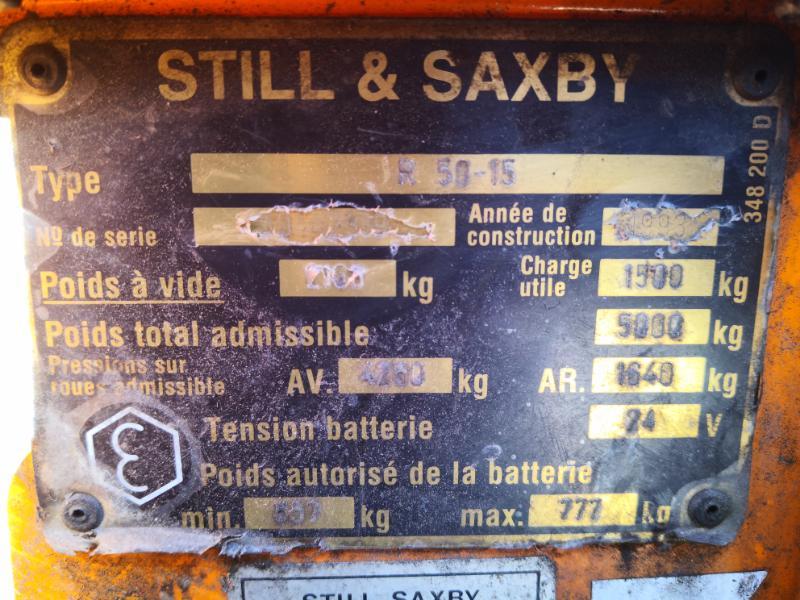 STILL & SAXBY
348 200 D
Type R 50-15
Nº de serie
Année de construction
Poids à vide kg
Charge utile 1500 kg
Poids total admissible 5000 kg
Pressions sur roues admissible AV. kg AR. 1640 kg
Tension batterie 24 V
Poids autorisé de la batterie
min. kg max. 777 kg
STILL SAXBY